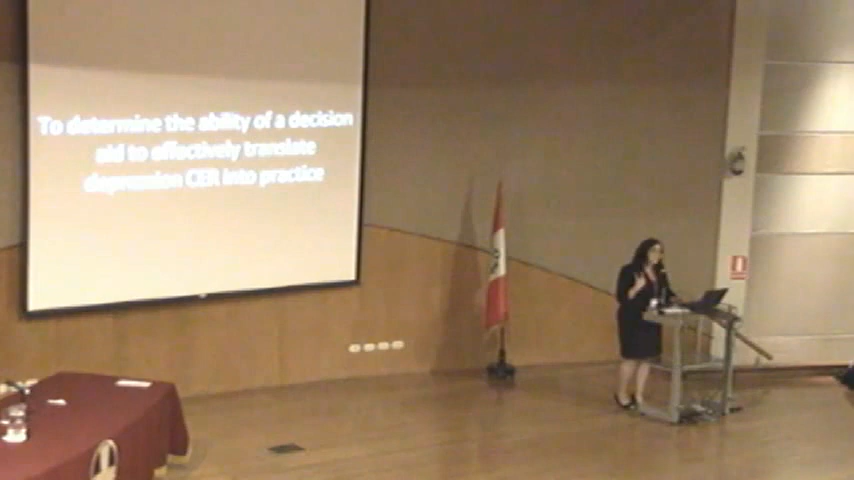 To determine the ability of a decision
aid to effectively translate
depression CER into practice